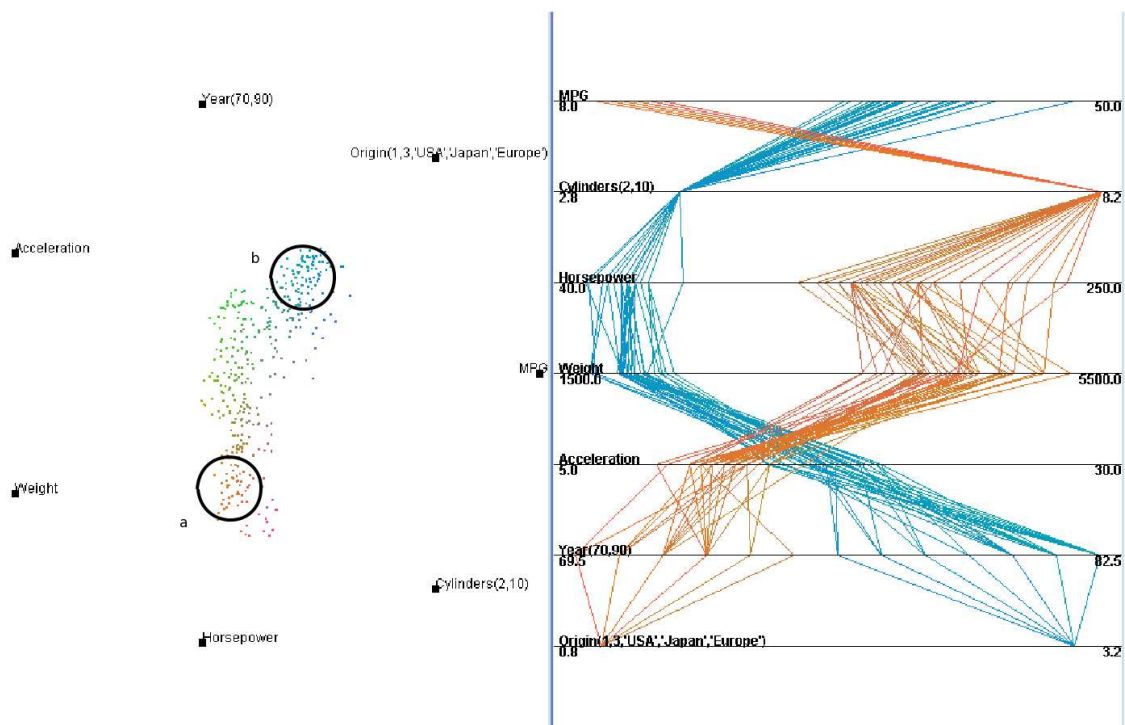 Year(70,90)
Origin(1,3,'USA','Japan','Europe')
Acceleration
b
MPG
Weight
a
Cylinders(2,10)
Horsepower
MPG
8.0
50.0
Cylinders(2,10)
2.8
8.2
Horsepower
40.0
250.0
Weight
1500.0
5500.0
Acceleration
5.0
30.0
Year(70,90)
69.5
82.5
Origin(1,3,'USA','Japan','Europe')
0.8
3.2